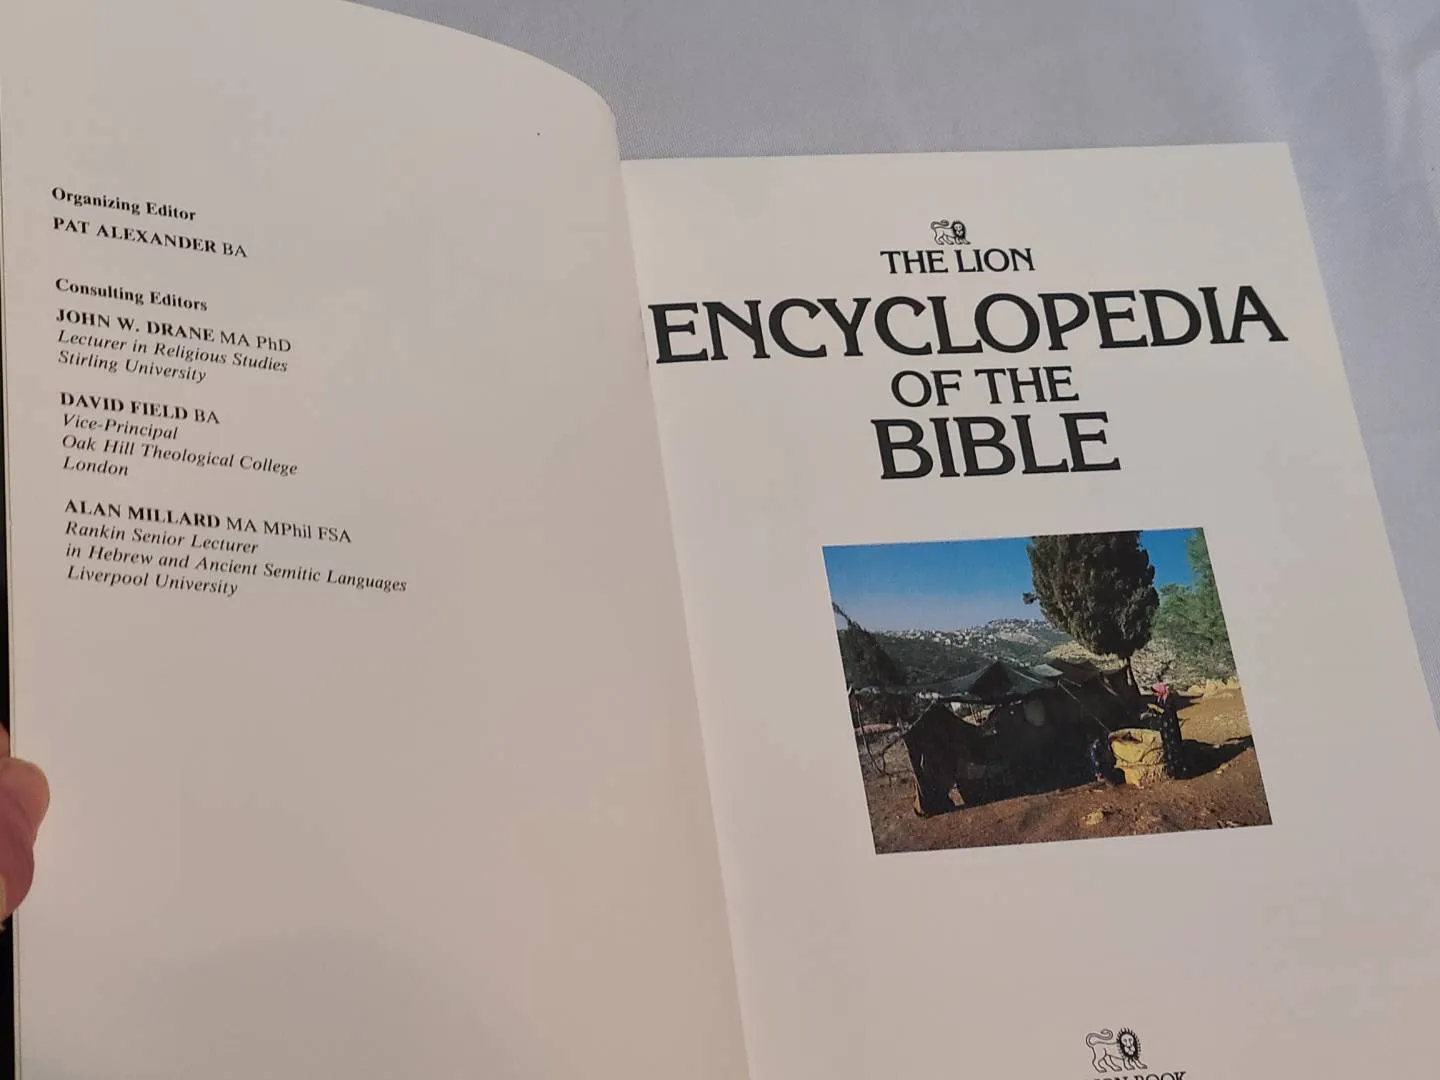 Organizing Editor
PAT ALEXANDER BA
Consulting Editors
JOHN W. DRANE MA PhD
Lecturer in Religious Studies
Stirling University
DAVID FIELD BA
Vice-Principal
Oak Hill Theological College
London
ALAN MILLARD MA MPhil FSA
Rankin Senior Lecturer
in Hebrew and Ancient Semitic Languages
Liverpool University
THE LION
ENCYCLOPEDIA
OF THE
BIBLE
BOOK